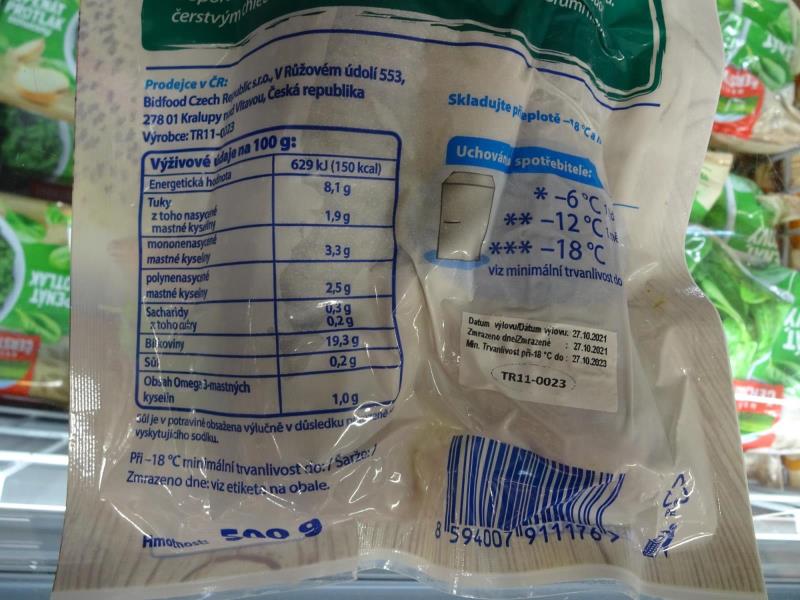 čerstvým
Prodejce v ČR:
Bidfood Czech Republic s.r.o., V Růžovém údolí 553,
278 01 Kralupy nad Vltavou, Česká republika
Výrobce: TR11-0023
Výživové údaje na 100 g:
Energetická hodnota 629 kJ (150 kcal)
Tuky 8,1 g
z toho nasycené
mastné kyseliny 1,9 g
mononenasycené
mastné kyseliny 3,3 g
polynenasycné
mastné kyseliny 2,5 g
Sacharidy 0,3 g
z toho cukry 0,2 g
Bílkoviny 19,3 g
Sůl 0,2 g
Obsah Omega 3-mastných
kyselin 1,0 g
Sůl je v potravině obsažena výlučně v důsledku
vyskytujícího sodíku.
Při –18 °C minimální trvanlivost do: / Šarže: /
Zmrazeno dne: viz etiketa na obale.
Hmotnost: 500 g
Skladujte při teplotě –18 °C a
Uchování spotřebitele:
* –6 °C
** –12 °C
*** –18 °C
viz minimální trvanlivost do
Datum výlovu/Dátum výlovu: 27.10.2021
Zmrazeno dne/Zmrazené : 27.10.2021
Min. Trvanlivost při-18 °C do : 27.10.2023
TR11-0023
8 594007 911176 >
ŠPENÁT
PROTLAK